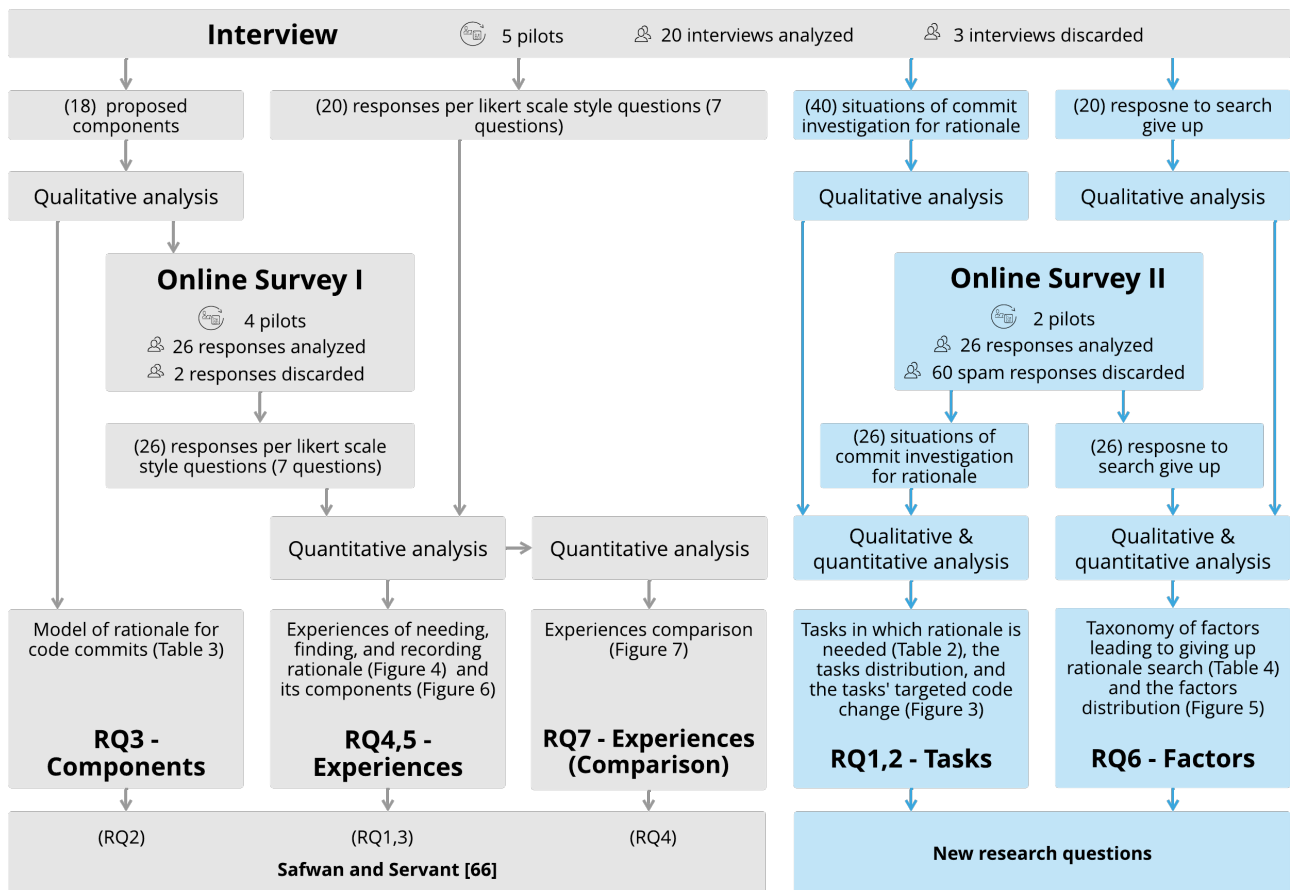 Interview
5 pilots
20 interviews analyzed
3 interviews discarded
(18) proposed
components
(20) responses per likert scale style questions (7
questions)
(40) situations of commit
investigation for rationale
(20) resposne to search
give up
Qualitative analysis
Qualitative analysis
Qualitative analysis
Online Survey I
4 pilots
26 responses analyzed
2 responses discarded
Online Survey II
2 pilots
26 responses analyzed
60 spam responses discarded
(26) responses per likert scale
style questions (7 questions)
(26) situations of
commit investigation
for rationale
(26) resposne to
search give up
Quantitative analysis
Quantitative analysis
Qualitative &
quantitative analysis
Qualitative &
quantitative analysis
Model of rationale for
code commits (Table 3)
RQ3 -
Components
Experiences of needing,
finding, and recording
rationale (Figure 4) and
its components (Figure 6)
RQ4,5 -
Experiences
Experiences comparison
(Figure 7)
RQ7 - Experiences
(Comparison)
Tasks in which rationale is
needed (Table 2), the
tasks distribution, and
the tasks' targeted code
change (Figure 3)
RQ1,2 - Tasks
Taxonomy of factors
leading to giving up
rationale search (Table 4)
and the factors
distribution (Figure 5)
RQ6 - Factors
(RQ2)
(RQ1,3)
(RQ4)
Safwan and Servant [66]
New research questions